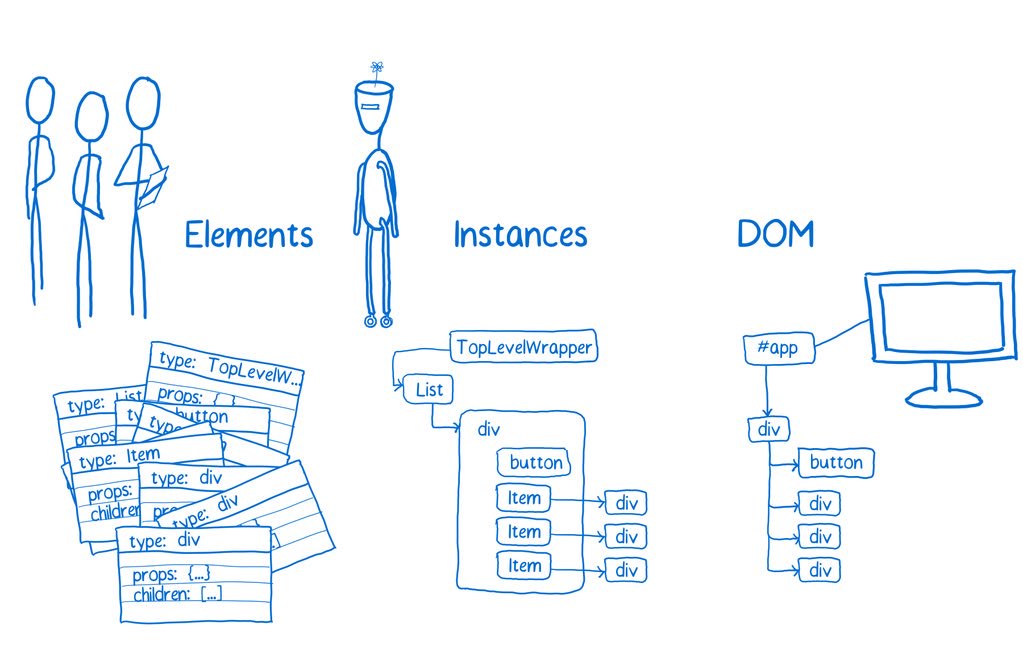 Elements
Instances
DOM
type: TopLevelW...
props: { }
type: List
props
type: button
type:
type: Item
props:
children
type: div
pro
type: div
type: div
props: {...}
children: [...]
TopLevelWrapper
List
div
button
Item
div
Item
div
Item
div
#app
div
button
div
div
div